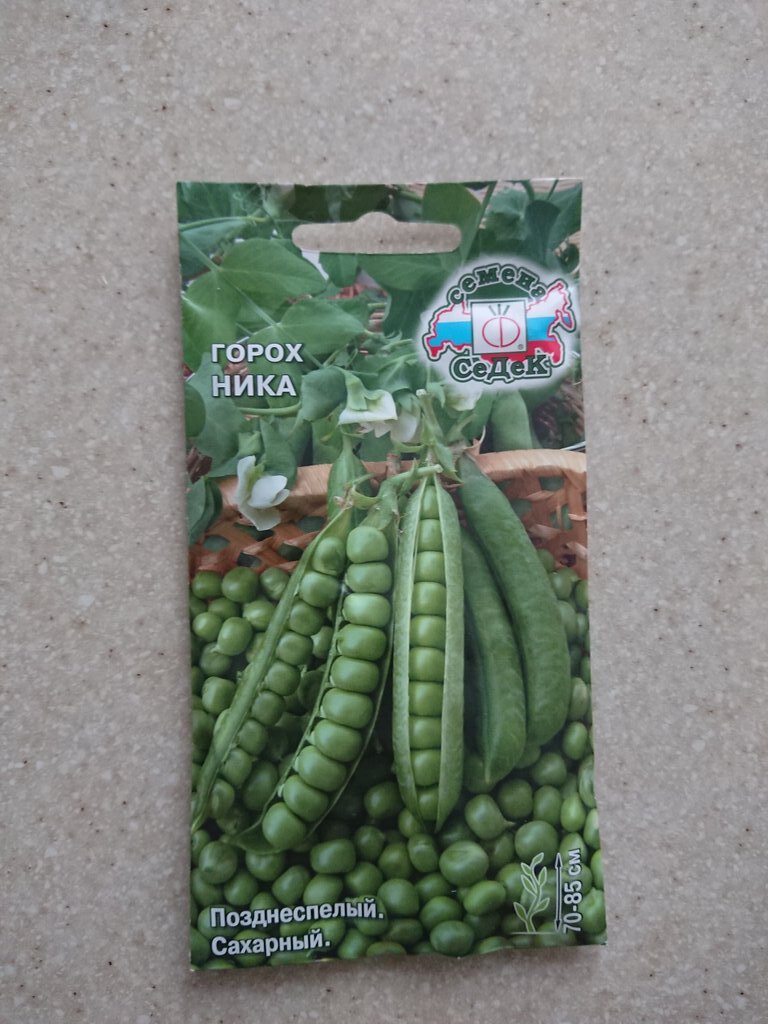 семена
СеДеК
ГОРОХ
НИКА
Позднеспелый.
Сахарный.
70-85 см